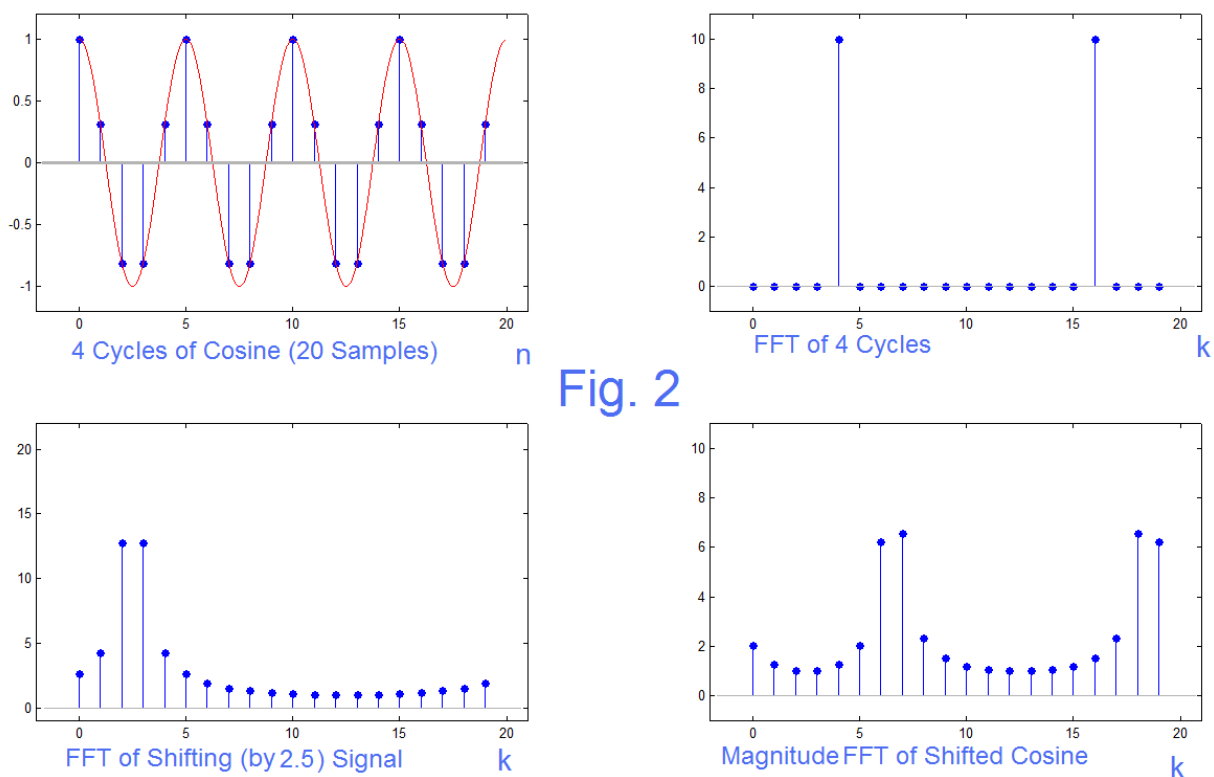 1
0.5
0
-0.5
-1
0 5 10 15 20
4 Cycles of Cosine (20 Samples) n
10
8
6
4
2
0
0 5 10 15 20
FFT of 4 Cycles k
Fig. 2
20
15
10
5
0
0 5 10 15 20
FFT of Shifting (by 2.5) Signal k
10
8
6
4
2
0
0 5 10 15 20
Magnitude FFT of Shifted Cosine k